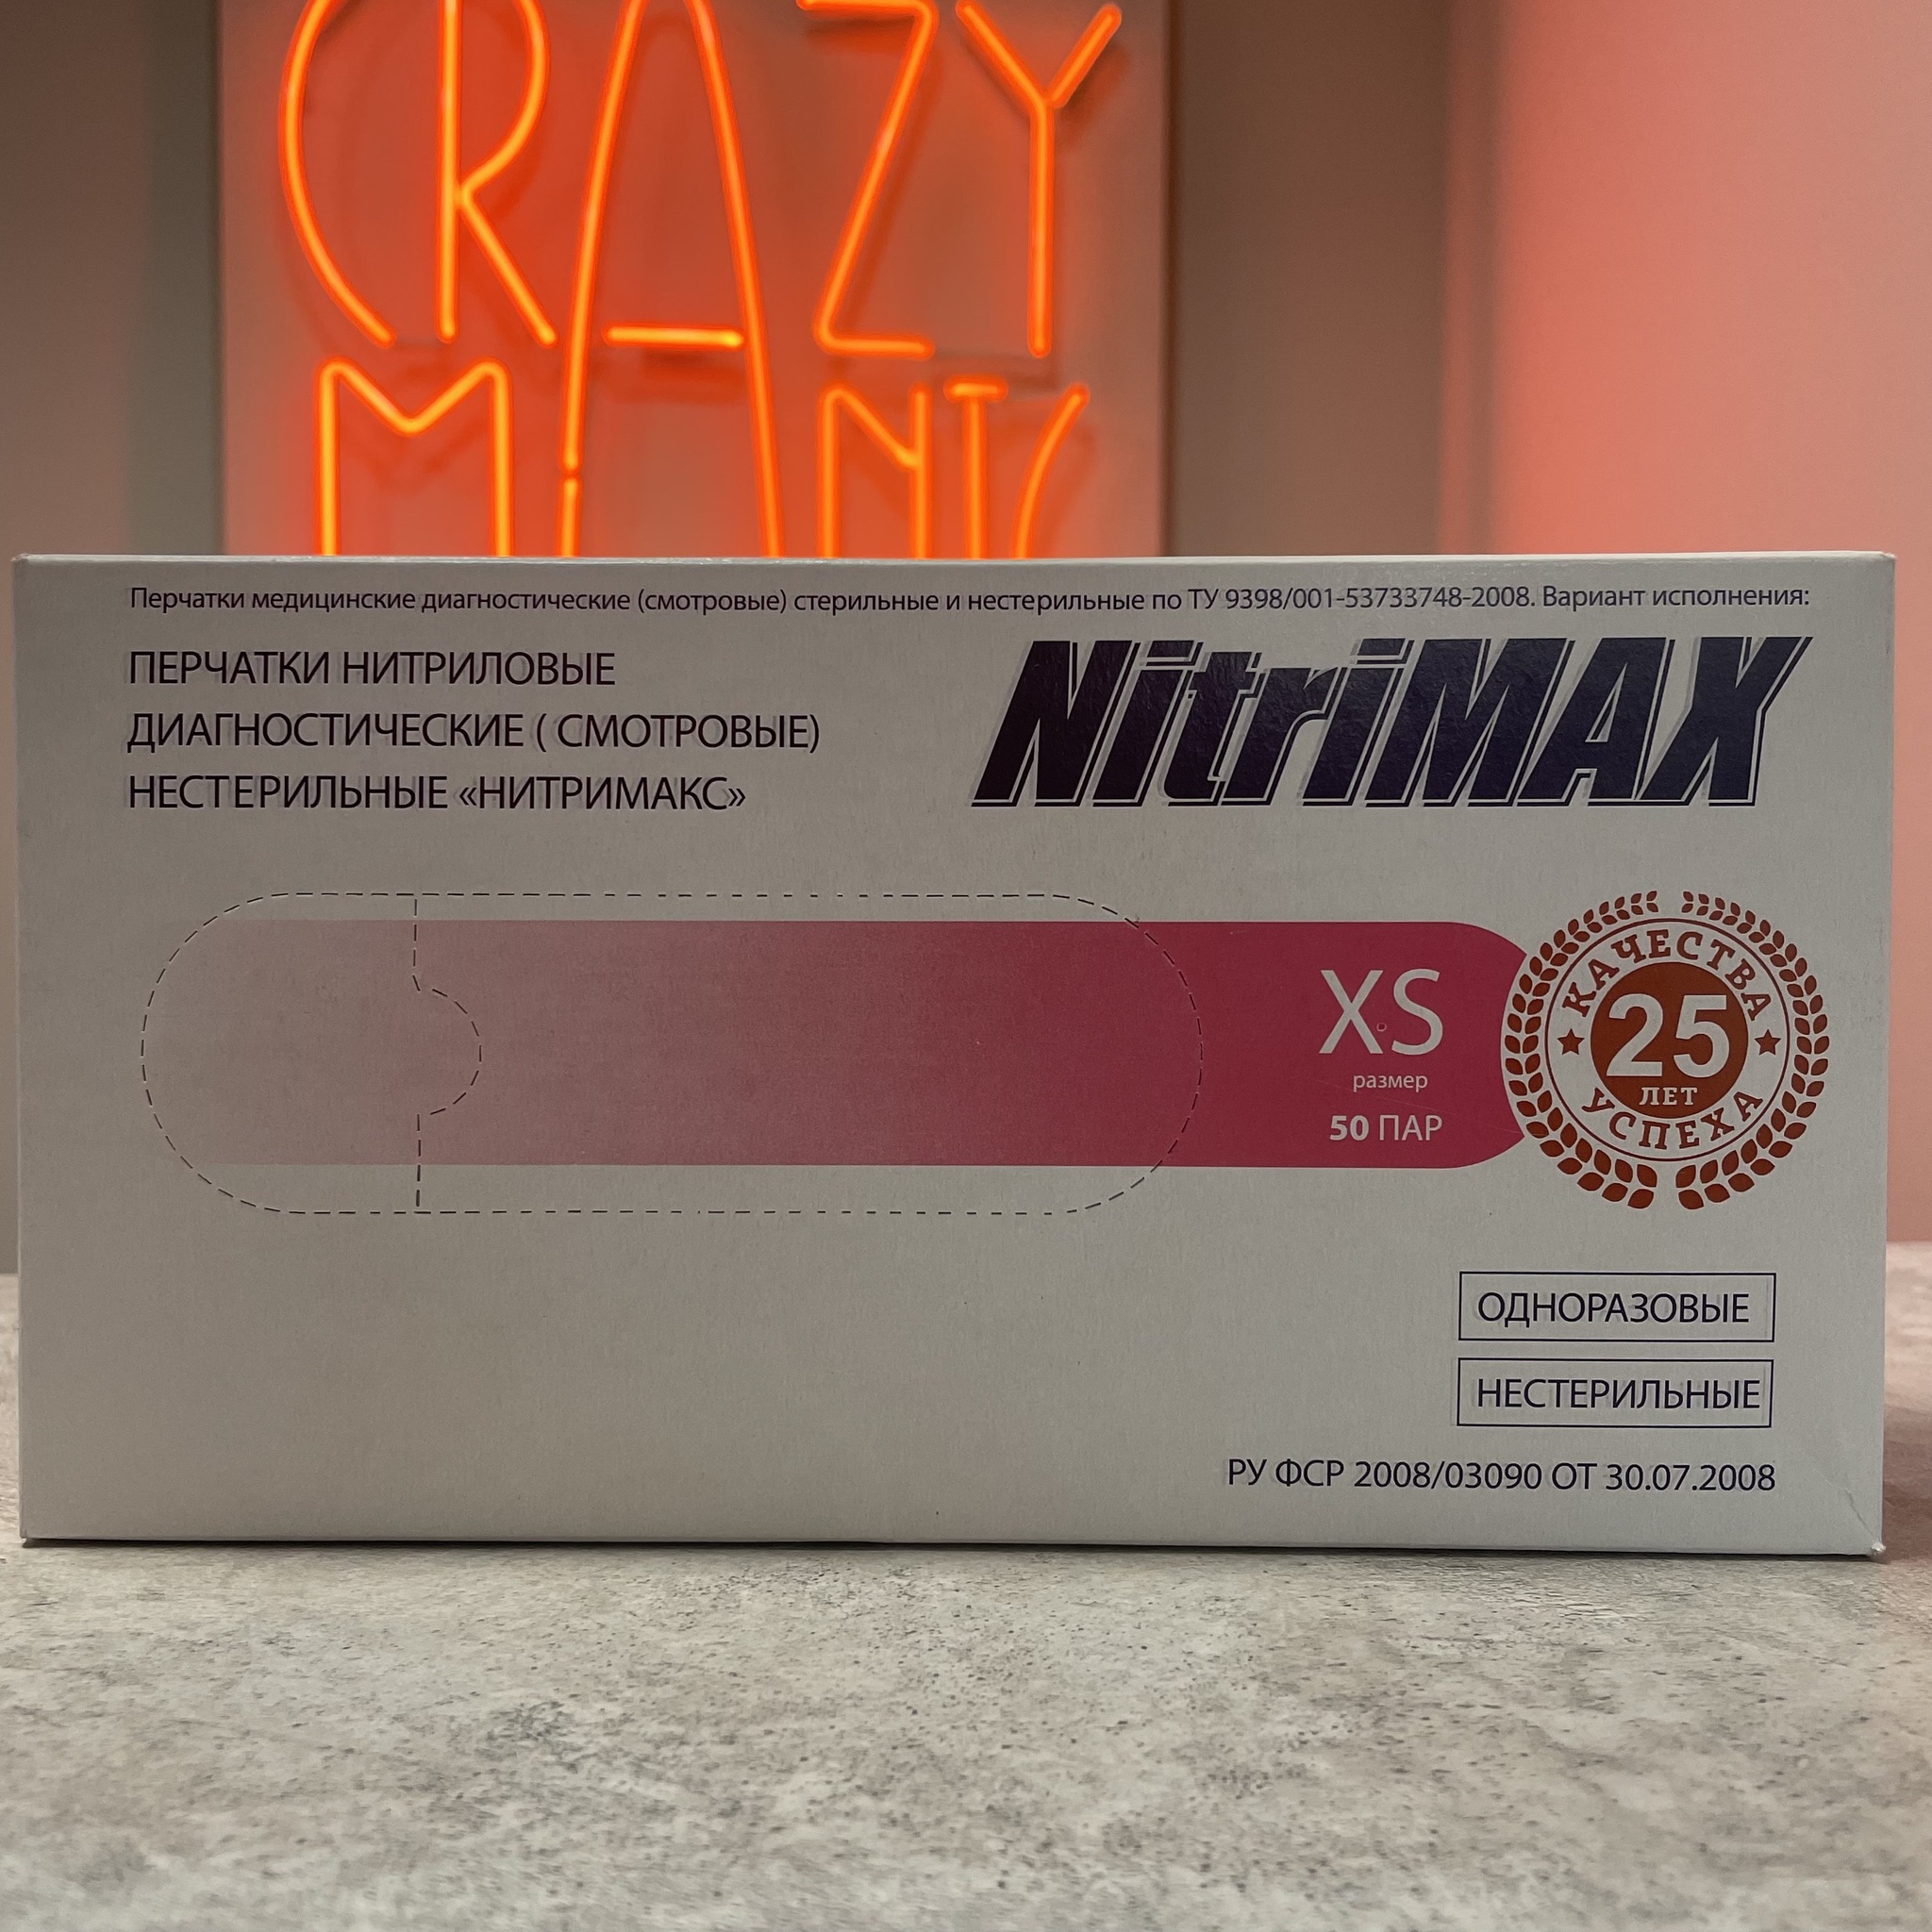 CRAZY
Перчатки медицинские диагностические (смотровые) стерильные и нестерильные по ТУ 9398/001-53733748-2008. Вариант исполнения:
ПЕРЧАТКИ НИТРИЛОВЫЕ
ДИАГНОСТИЧЕСКИЕ ( СМОТРОВЫЕ)
НЕСТЕРИЛЬНЫЕ «НИТРИМАКС»
NitriMAX
XS
размер
50 ПАР
КАЧЕСТВА
25
ЛЕТ
УСПЕХА
ОДНОРАЗОВЫЕ
НЕСТЕРИЛЬНЫЕ
РУ ФСР 2008/03090 ОТ 30.07.2008